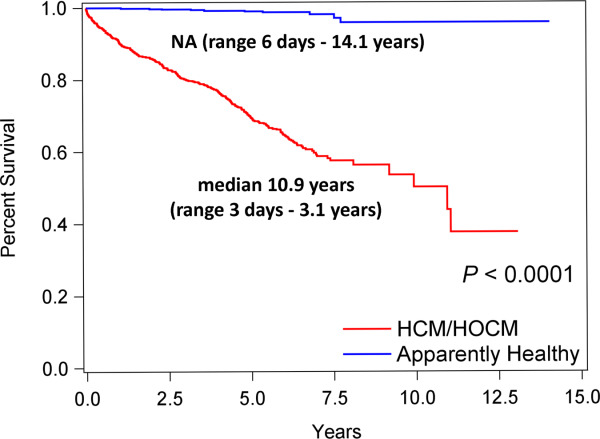 1.0
NA (range 6 days - 14.1 years)
0.8
Percent Survival
0.6
median 10.9 years
(range 3 days - 3.1 years)
0.4
P < 0.0001
0.2
HCM/HOCM
Apparently Healthy
0.0
0.0 2.5 5.0 7.5 10.0 12.5 15.0
Years